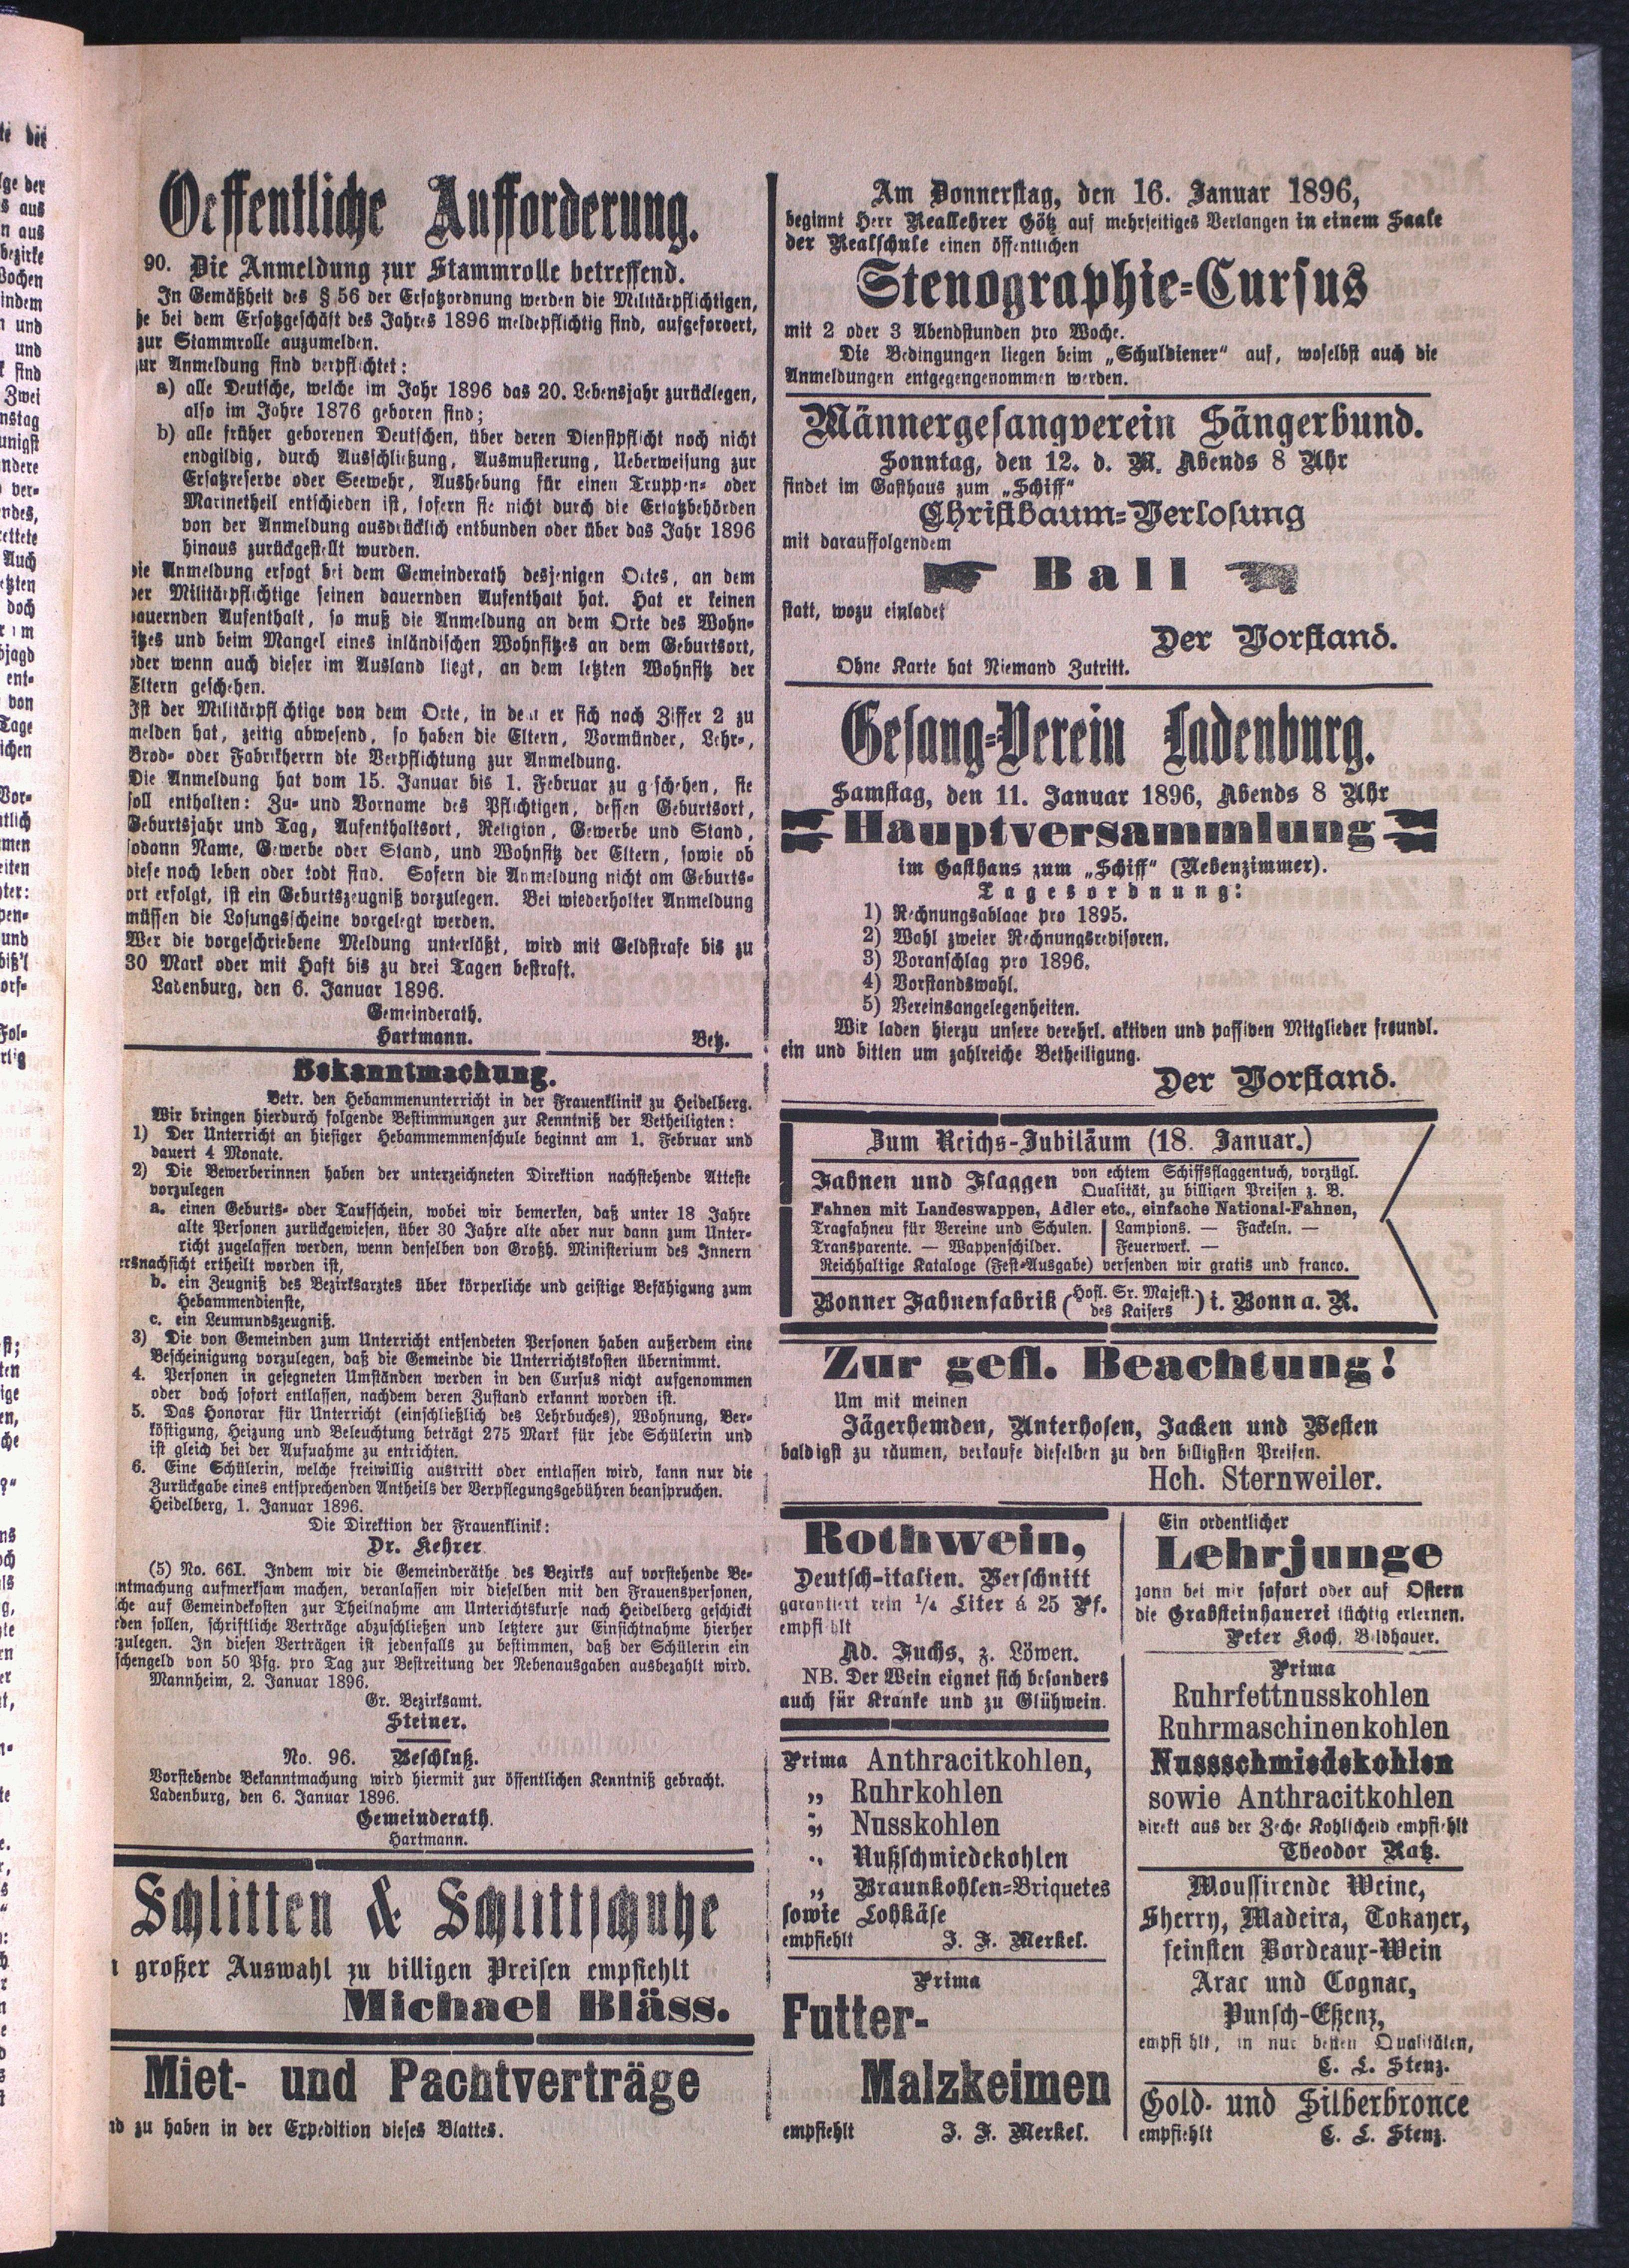 Oeffentliche Aufforderung.
90. Die Anmeldung zur Stammrolle betreffend.
In Gemäßheit des § 56 der Ersatzordnung werden die Militärpflichtigen,
bei dem Ersatzgeschäft des Jahres 1896 meldepflichtig sind, aufgefordert,
zur Stammrolle anzumelden.
zur Anmeldung sind verpflichtet:
a) alle Deutsche, welche im Jahr 1896 das 20. Lebensjahr zurücklegen,
also im Jahre 1876 geboren sind;
b) alle früher geborenen Deutschen, über deren Dienstpflicht noch nicht
endgildig, durch Ausschließung, Ausmusterung, Ueberweisung zur
Ersatzreserve oder Seewehr, Aushebung für einen Truppen- oder
Marinetheil entschieden ist, sofern sie nicht durch die Ersatzbehörden
von der Anmeldung ausdrücklich entbunden oder über das Jahr 1896
hinaus zurückgestellt wurden.
die Anmeldung erfogt bei dem Gemeinderath desjenigen Ortes, an dem
der Militärpflichtige seinen dauernden Aufenthalt hat. Hat er keinen
dauernden Aufenthalt, so muß die Anmeldung an dem Orte des Wohn-
itzes und beim Mangel eines inländischen Wohnsitzes an dem Geburtsort,
oder wenn auch dieser im Ausland liegt, an dem letzten Wohnsitz der
Eltern geschehen.
Ist der Militärpflichtige von dem Orte, in dem er sich nach Ziffer 2 zu
melden hat, zeitig abwesend, so haben die Eltern, Vormünder, Lehr-,
Brod- oder Fabrikherrn die Verpflichtung zur Anmeldung.
Die Anmeldung hat vom 15. Januar bis 1. Februar zu geschehen, sie
soll enthalten: Zu- und Vorname des Pflichtigen, dessen Geburtsort,
Geburtsjahr und Tag, Aufenthaltsort, Religion, Gewerbe und Stand,
sodann Name, Gewerbe oder Stand, und Wohnsitz der Eltern, sowie ob
diese noch leben oder todt sind. Sofern die Anmeldung nicht am Geburts-
ort erfolgt, ist ein Geburtszeugniß vorzulegen. Bei wiederholter Anmeldung
müssen die Losungsscheine vorgelegt werden.
Wer die vorgeschriebene Meldung unterläßt, wird mit Geldstrafe bis zu
30 Mark oder mit Haft bis zu drei Tagen bestraft.
Ladenburg, den 6. Januar 1896.
Gemeinderath.
Hartmann. Betz.
Bekanntmachung.
Betr. den Hebammenunterricht in der Frauenklinik zu Heidelberg.
Wir bringen hierdurch folgende Bestimmungen zur Kenntniß der Betheiligten:
1) Der Unterricht an hiesiger Hebammemmenschule beginnt am 1. Februar und
dauert 4 Monate.
2) Die Bewerberinnen haben der unterzeichneten Direktion nachstehende Atteste
vorzulegen
a. einen Geburts- oder Taufschein, wobei wir bemerken, daß unter 18 Jahre
alte Personen zurückgewiesen, über 30 Jahre alte aber nur dann zum Unter-
richt zugelassen werden, wenn denselben von Großh. Ministerium des Innern
ersnachsicht ertheilt worden ist,
b. ein Zeugniß des Bezirksarztes über körperliche und geistige Befähigung zum
Hebammendienste,
c. ein Leumundszeugniß.
3) Die von Gemeinden zum Unterricht entsendeten Personen haben außerdem eine
Bescheinigung vorzulegen, daß die Gemeinde die Unterrichtskosten übernimmt.
4. Personen in gesegneten Umständen werden in den Cursus nicht aufgenommen
oder doch sofort entlassen, nachdem deren Zustand erkannt worden ist.
5. Das Honorar für Unterricht (einschließlich des Lehrbuches), Wohnung, Ver-
köstigung, Heizung und Beleuchtung beträgt 275 Mark für jede Schülerin und
ist gleich bei der Aufnahme zu entrichten.
6. Eine Schülerin, welche freiwillig austritt oder entlassen wird, kann nur die
Zurückgabe eines entsprechenden Antheils der Verpflegungsgebühren beanspruchen.
Heidelberg, 1. Januar 1896.
Die Direktion der Frauenklinik:
Dr. Kehrer.
(5) No. 661. Indem wir die Gemeinderäthe des Bezirks auf vorstehende Be-
ntmachung aufmerksam machen, veranlassen wir dieselben mit den Frauenspersonen,
che auf Gemeindekosten zur Theilnahme am Unterichtskurse nach Heidelberg geschickt
rden sollen, schriftliche Verträge abzuschließen und letztere zur Einsichtnahme hierher
zulegen. In diesen Verträgen ist jedenfalls zu bestimmen, daß der Schülerin ein
schengeld von 50 Pfg. pro Tag zur Bestreitung der Nebenausgaben ausbezahlt wird.
Mannheim, 2. Januar 1896.
Gr. Bezirksamt.
Steiner.
No. 96. Beschluß.
Vorstehende Bekanntmachung wird hiermit zur öffentlichen Kenntniß gebracht.
Ladenburg, den 6. Januar 1896.
Gemeinderath.
Hartmann.
Schlitten & Schlittschuhe
großer Auswahl zu billigen Preisen empfiehlt
Michael Bläss.
Miet- und Pachtverträge
nd zu haben in der Expedition dieses Blattes.
Am Donnerstag, den 16. Januar 1896,
beginnt Herr Reallehrer Götz auf mehrseitiges Verlangen in einem Saale
der Realschule einen öffentlichen
Stenographie-Cursus
mit 2 oder 3 Abendstunden pro Woche.
Die Bedingungen liegen beim „Schuldiener“ auf, woselbst auch die
Anmeldungen entgegengenommen werden.
Männergesangverein Sängerbund.
Sonntag, den 12. d. M. Abends 8 Uhr
findet im Gasthaus zum „Schiff“
Christbaum-Verlosung
mit darauffolgendem
Ball
statt, wozu einladet
Der Vorstand.
Ohne Karte hat Niemand Zutritt.
Gesang-Verein Ladenburg.
Samstag, den 11. Januar 1896, Abends 8 Uhr
Hauptversammlung
im Gasthaus zum „Schiff“ (Nebenzimmer).
Tagesordnung:
1) Rechnungsablage pro 1895.
2) Wahl zweier Rechnungsrevisoren.
3) Voranschlag pro 1896.
4) Vorstandswahl.
5) Vereinsangelegenheiten.
Wir laden hierzu unsere verehrl. aktiven und passiven Mitglieder freundl.
ein und bitten um zahlreiche Betheiligung.
Der Vorstand.
Zum Reichs-Jubiläum (18. Januar.)
Fahnen und Flaggen von echtem Schiffsflaggentuch, vorzügl.
Qualität, zu billigen Preisen z. B.
Fahnen mit Landeswappen, Adler etc., einfache National-Fahnen,
Tragfahneu für Vereine und Schulen. | Lampions. — Fackeln. —
Transparente. — Wappenschilder. | Feuerwerk. —
Reichhaltige Kataloge (Fest-Ausgabe) versenden wir gratis und franco.
Bonner Fahnenfabrik (Hofl. Sr. Majest. des Kaisers) i. Bonn a. R.
Zur gefl. Beachtung!
Um mit meinen
Jägerhemden, Unterhosen, Jacken und Westen
baldigst zu räumen, verkaufe dieselben zu den billigsten Preisen.
Hch. Sternweiler.
Rothwein,
Deutsch-italien. Verschnitt
garantiert rein 1/4 Liter á 25 Pf.
empfiehlt
Ad. Fuchs, z. Löwen.
NB. Der Wein eignet sich besonders
auch für Kranke und zu Glühwein.
Prima Anthracitkohlen,
„ Ruhrkohlen
„ Nusskohlen
„ Nußschmiedekohlen
„ Braunkohlen-Briquetes
sowie Lohkäse
empfiehlt J. F. Merkel.
Prima
Futter-
Malzkeimen
empfiehlt J. F. Merkel.
Ein ordentlicher
Lehrjunge
kann bei mir sofort oder auf Ostern
die Grabsteinhauerei tüchtig erlernen.
Peter Koch, Bildhauer.
Prima
Ruhrfettnusskohlen
Ruhrmaschinenkohlen
Nussschmiedekohlen
sowie Anthracitkohlen
direkt aus der Zeche Kohlscheid empfiehlt
Theodor Katz.
Moussirende Weine,
Sherry, Madeira, Tokayer,
feinsten Bordeaux-Wein
Arac und Cognac,
Punsch-Eßenz,
empfiehlt, in nur besten Qualitäten,
C. L. Stenz.
Gold- und Silberbronce
empfiehlt C. L. Stenz.